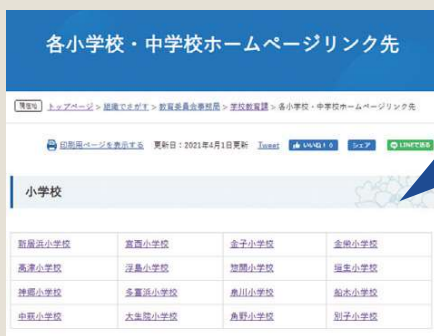 各小学校・中学校ホームページリンク先
現在地 トップページ > 組織でさがす > 教育委員会事務局 > 学校教育課 > 各小学校・中学校ホームページリンク先
印刷用ページを表示する 更新日：2021年4月1日更新 Tweet いいね！0 シェア LINEで送る
小学校
新居浜小学校 宮西小学校 金子小学校 金栄小学校
高津小学校 浮島小学校 惣開小学校 垣生小学校
神郷小学校 多喜浜小学校 泉川小学校 船木小学校
中萩小学校 大生院小学校 角野小学校 別子小学校